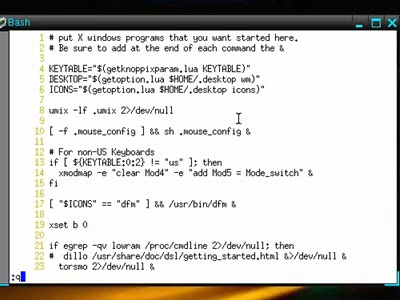 Bash
1 # put X windows programs that you want started here.
2 # Be sure to add at the end of each command the &
3
4 KEYTABLE="$(getknoppixparam.lua KEYTABLE)"
5 DESKTOP="$(getoption.lua $HOME/.desktop wm)"
6 ICONS="$(getoption.lua $HOME/.desktop icons)"
7
8 umix -lf .umix 2>/dev/null
9
10 [ -f .mouse_config ] && sh .mouse_config &
11
12 # For non-US Keyboards
13 if [ ${KEYTABLE:0:2} != "us" ]; then
14 xmodmap -e "clear Mod4" -e "add Mod5 = Mode_switch" &
15 fi
16
17 [ "$ICONS" == "dfm" ] && /usr/bin/dfm &
18
19 xset b 0
20
21 if egrep -qv lowram /proc/cmdline 2>/dev/null; then
22 # dillo /usr/share/doc/dsl/getting_started.html &>/dev/null &
23 torsmo 2>/dev/null &
:q